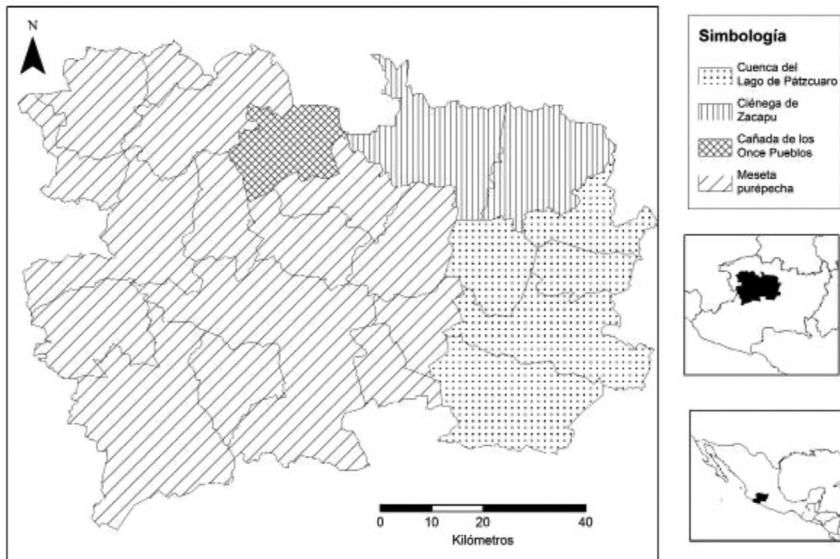 N
Simbología
Cuenca del
Lago de Pátzcuaro
Ciénega de
Zacapu
Cañada de los
Once Pueblos
Meseta
purépecha
0 10 20 40
Kilómetros